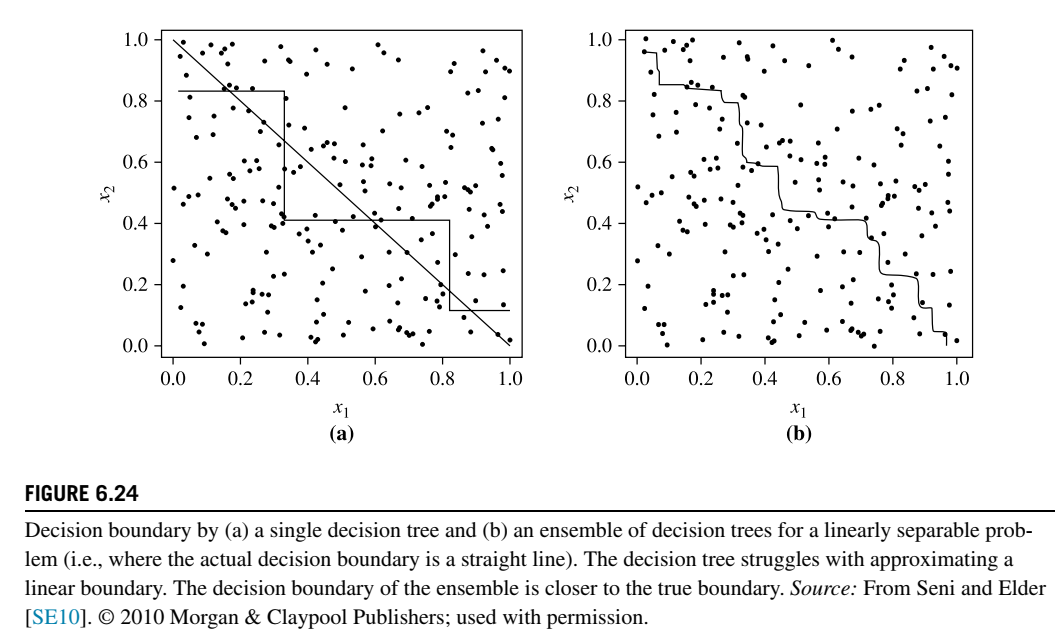 1.0
0.8
0.6
0.4
0.2
0.0
x2
0.0 0.2 0.4 0.6 0.8 1.0
x1
(a)
1.0
0.8
0.6
0.4
0.2
0.0
x2
0.0 0.2 0.4 0.6 0.8 1.0
x1
(b)
FIGURE 6.24
Decision boundary by (a) a single decision tree and (b) an ensemble of decision trees for a linearly separable prob-
lem (i.e., where the actual decision boundary is a straight line). The decision tree struggles with approximating a
linear boundary. The decision boundary of the ensemble is closer to the true boundary. Source: From Seni and Elder
[SE10]. © 2010 Morgan & Claypool Publishers; used with permission.